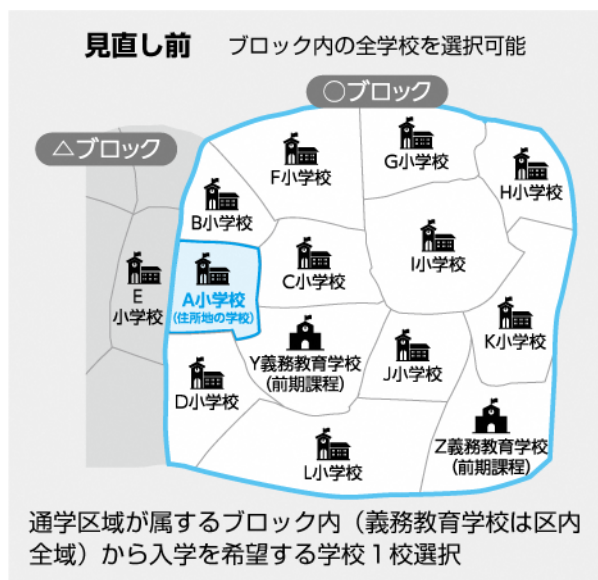 見直し前 ブロック内の全学校を選択可能
○ブロック
△ブロック
G小学校
F小学校
H小学校
B小学校
I小学校
C小学校
E
小学校
A小学校
(住所地の学校)
K小学校
Y義務教育学校
(前期課程)
J小学校
D小学校
Z義務教育学校
(前期課程)
L小学校
通学区域が属するブロック内（義務教育学校は区内
全域）から入学を希望する学校１校選択